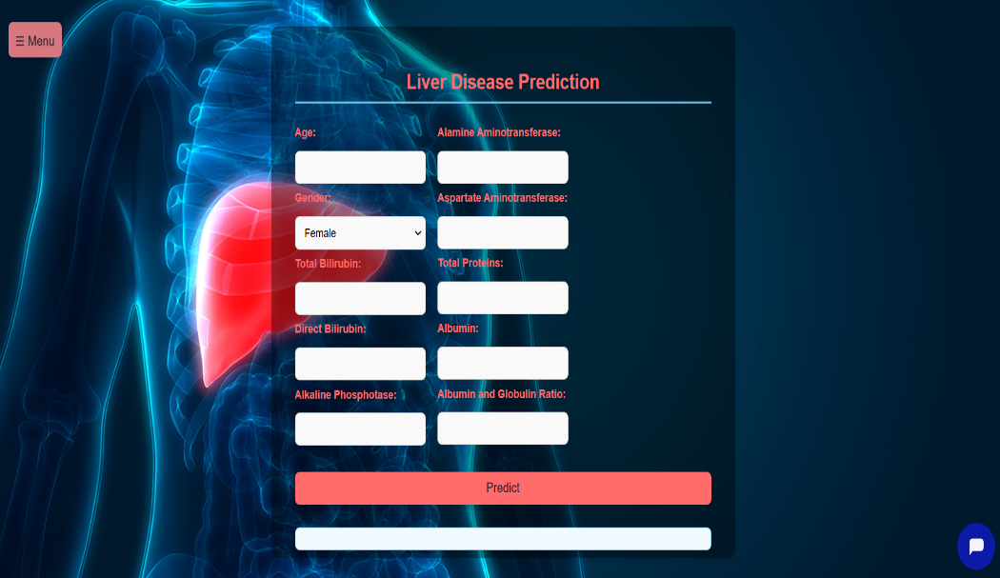 ☰ Menu
Liver Disease Prediction
Age:
Alamine Aminotransferase:
Gender:
Aspartate Aminotransferase:
Female
Total Bilirubin:
Total Proteins:
Direct Bilirubin:
Albumin:
Alkaline Phosphotase:
Albumin and Globulin Ratio:
Predict